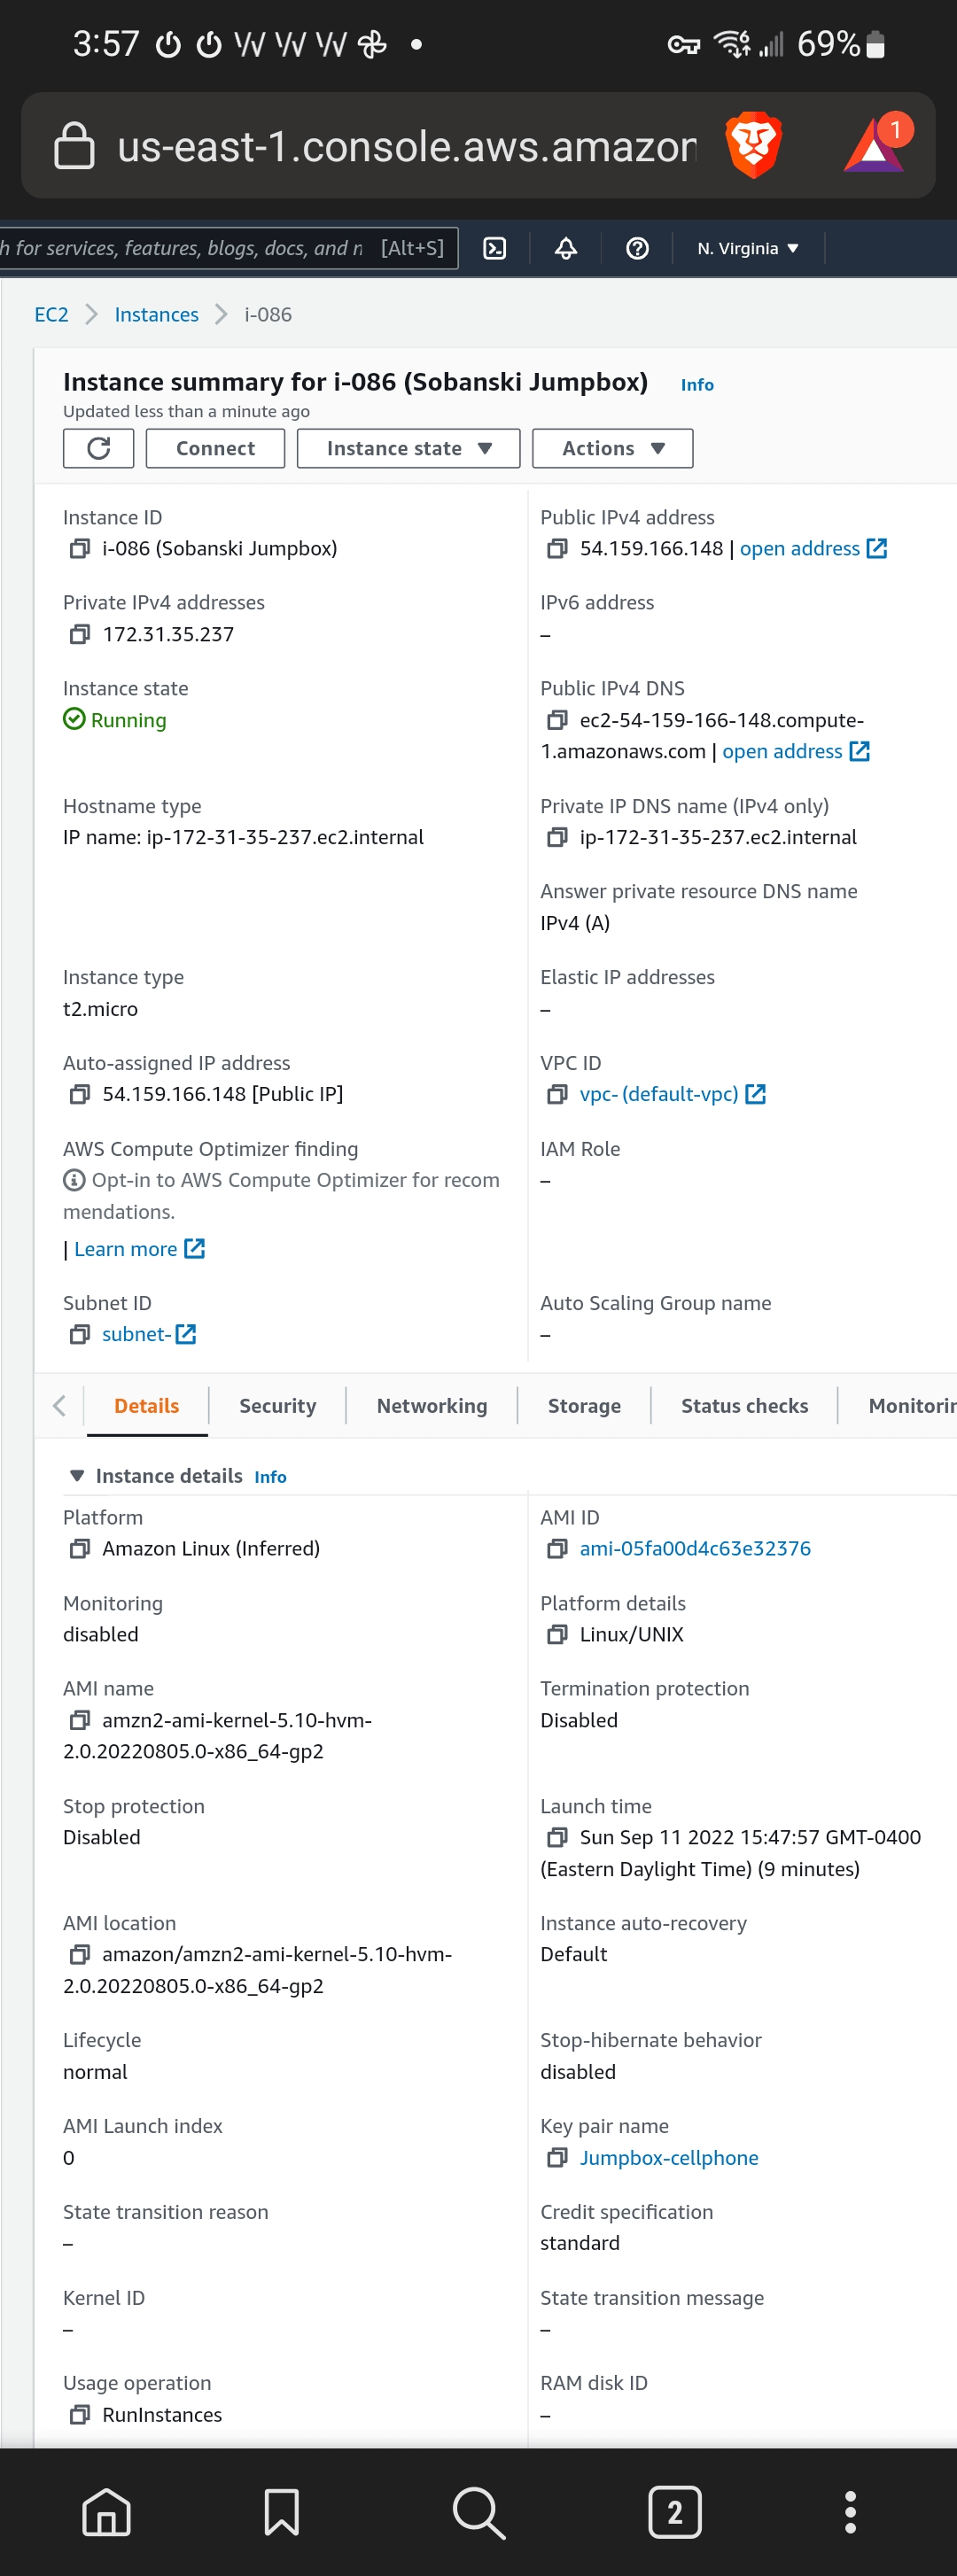 3:57
69%
us-east-1.console.aws.amazon
1
h for services, features, blogs, docs, and n [Alt+S]
N. Virginia
EC2 Instances i-086
Instance summary for i-086 (Sobanski Jumpbox) Info
Updated less than a minute ago
Connect Instance state Actions
Instance ID
i-086 (Sobanski Jumpbox)
Public IPv4 address
54.159.166.148 | open address
Private IPv4 addresses
172.31.35.237
IPv6 address
–
Instance state
Running
Public IPv4 DNS
ec2-54-159-166-148.compute-
1.amazonaws.com | open address
Hostname type
IP name: ip-172-31-35-237.ec2.internal
Private IP DNS name (IPv4 only)
ip-172-31-35-237.ec2.internal
Answer private resource DNS name
IPv4 (A)
Instance type
t2.micro
Elastic IP addresses
–
Auto-assigned IP address
54.159.166.148 [Public IP]
VPC ID
vpc- (default-vpc)
AWS Compute Optimizer finding
Opt-in to AWS Compute Optimizer for recom
mendations.
| Learn more
IAM Role
–
Subnet ID
subnet-
Auto Scaling Group name
–
Details Security Networking Storage Status checks Monitorin
Instance details Info
Platform
Amazon Linux (Inferred)
AMI ID
ami-05fa00d4c63e32376
Monitoring
disabled
Platform details
Linux/UNIX
AMI name
amzn2-ami-kernel-5.10-hvm-
2.0.20220805.0-x86_64-gp2
Termination protection
Disabled
Stop protection
Disabled
Launch time
Sun Sep 11 2022 15:47:57 GMT-0400
(Eastern Daylight Time) (9 minutes)
AMI location
amazon/amzn2-ami-kernel-5.10-hvm-
2.0.20220805.0-x86_64-gp2
Instance auto-recovery
Default
Lifecycle
normal
Stop-hibernate behavior
disabled
AMI Launch index
0
Key pair name
Jumpbox-cellphone
State transition reason
–
Credit specification
standard
Kernel ID
–
State transition message
–
Usage operation
RunInstances
RAM disk ID
–
2